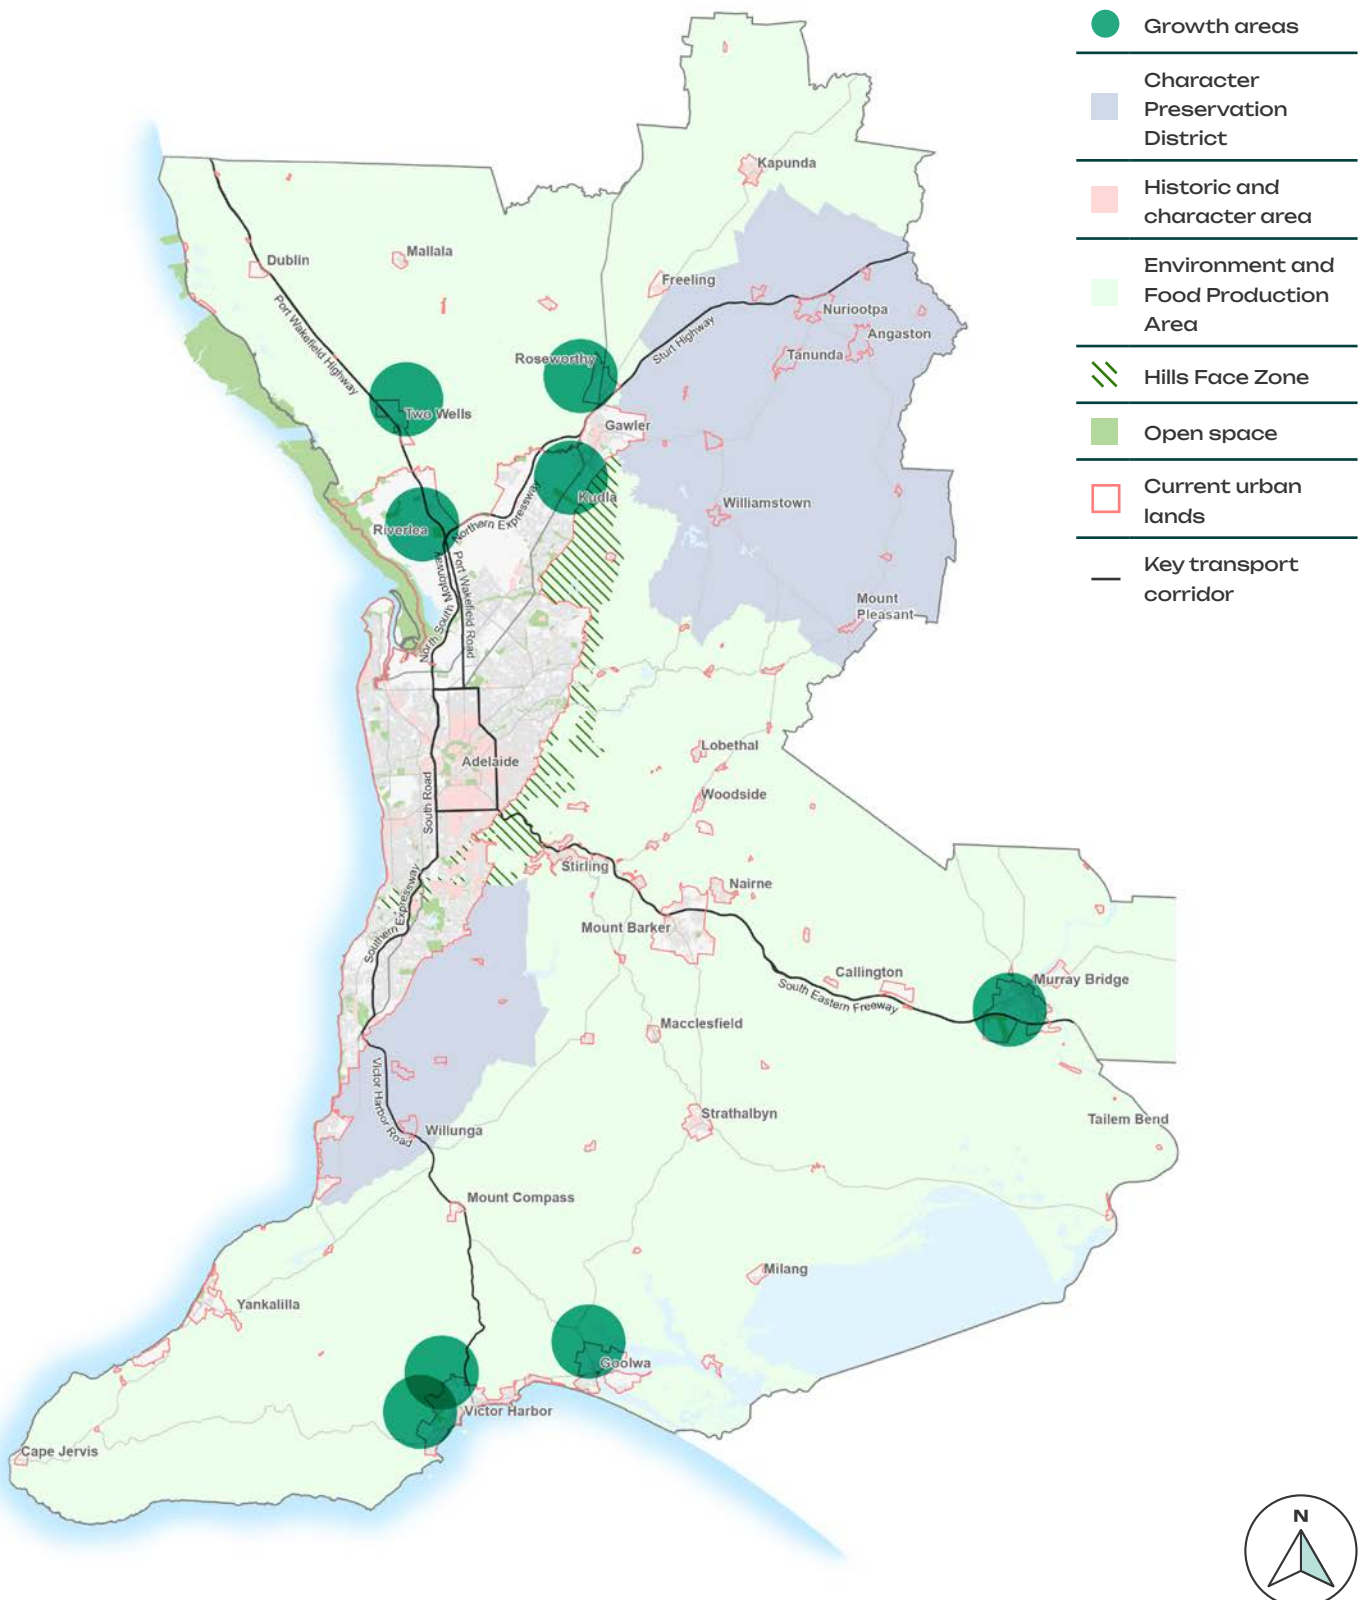 Growth areas
Character
Preservation
District
Historic and
character area
Environment and
Food Production
Area
Hills Face Zone
Open space
Current urban
lands
Key transport
corridor
Kapunda
Dublin
Mallala
Freeling
Port Wakefield Highway
Nuriootpa
Angaston
Sturt Highway
Tanunda
Roseworthy
Two Wells
Gawler
Kudla
Williamstown
Northern Expressway
Riverlea
North South Motorway
Port Wakefield Road
Mount
Pleasant
Lobethal
Adelaide
Woodside
South Road
Stirling
Nairne
Southern Expressway
Mount Barker
Callington
South Eastern Freeway
Murray Bridge
Macclesfield
Victor Harbor Road
Strathalbyn
Tailem Bend
Willunga
Mount Compass
Milang
Yankalilla
Goolwa
Victor Harbor
Cape Jervis
N